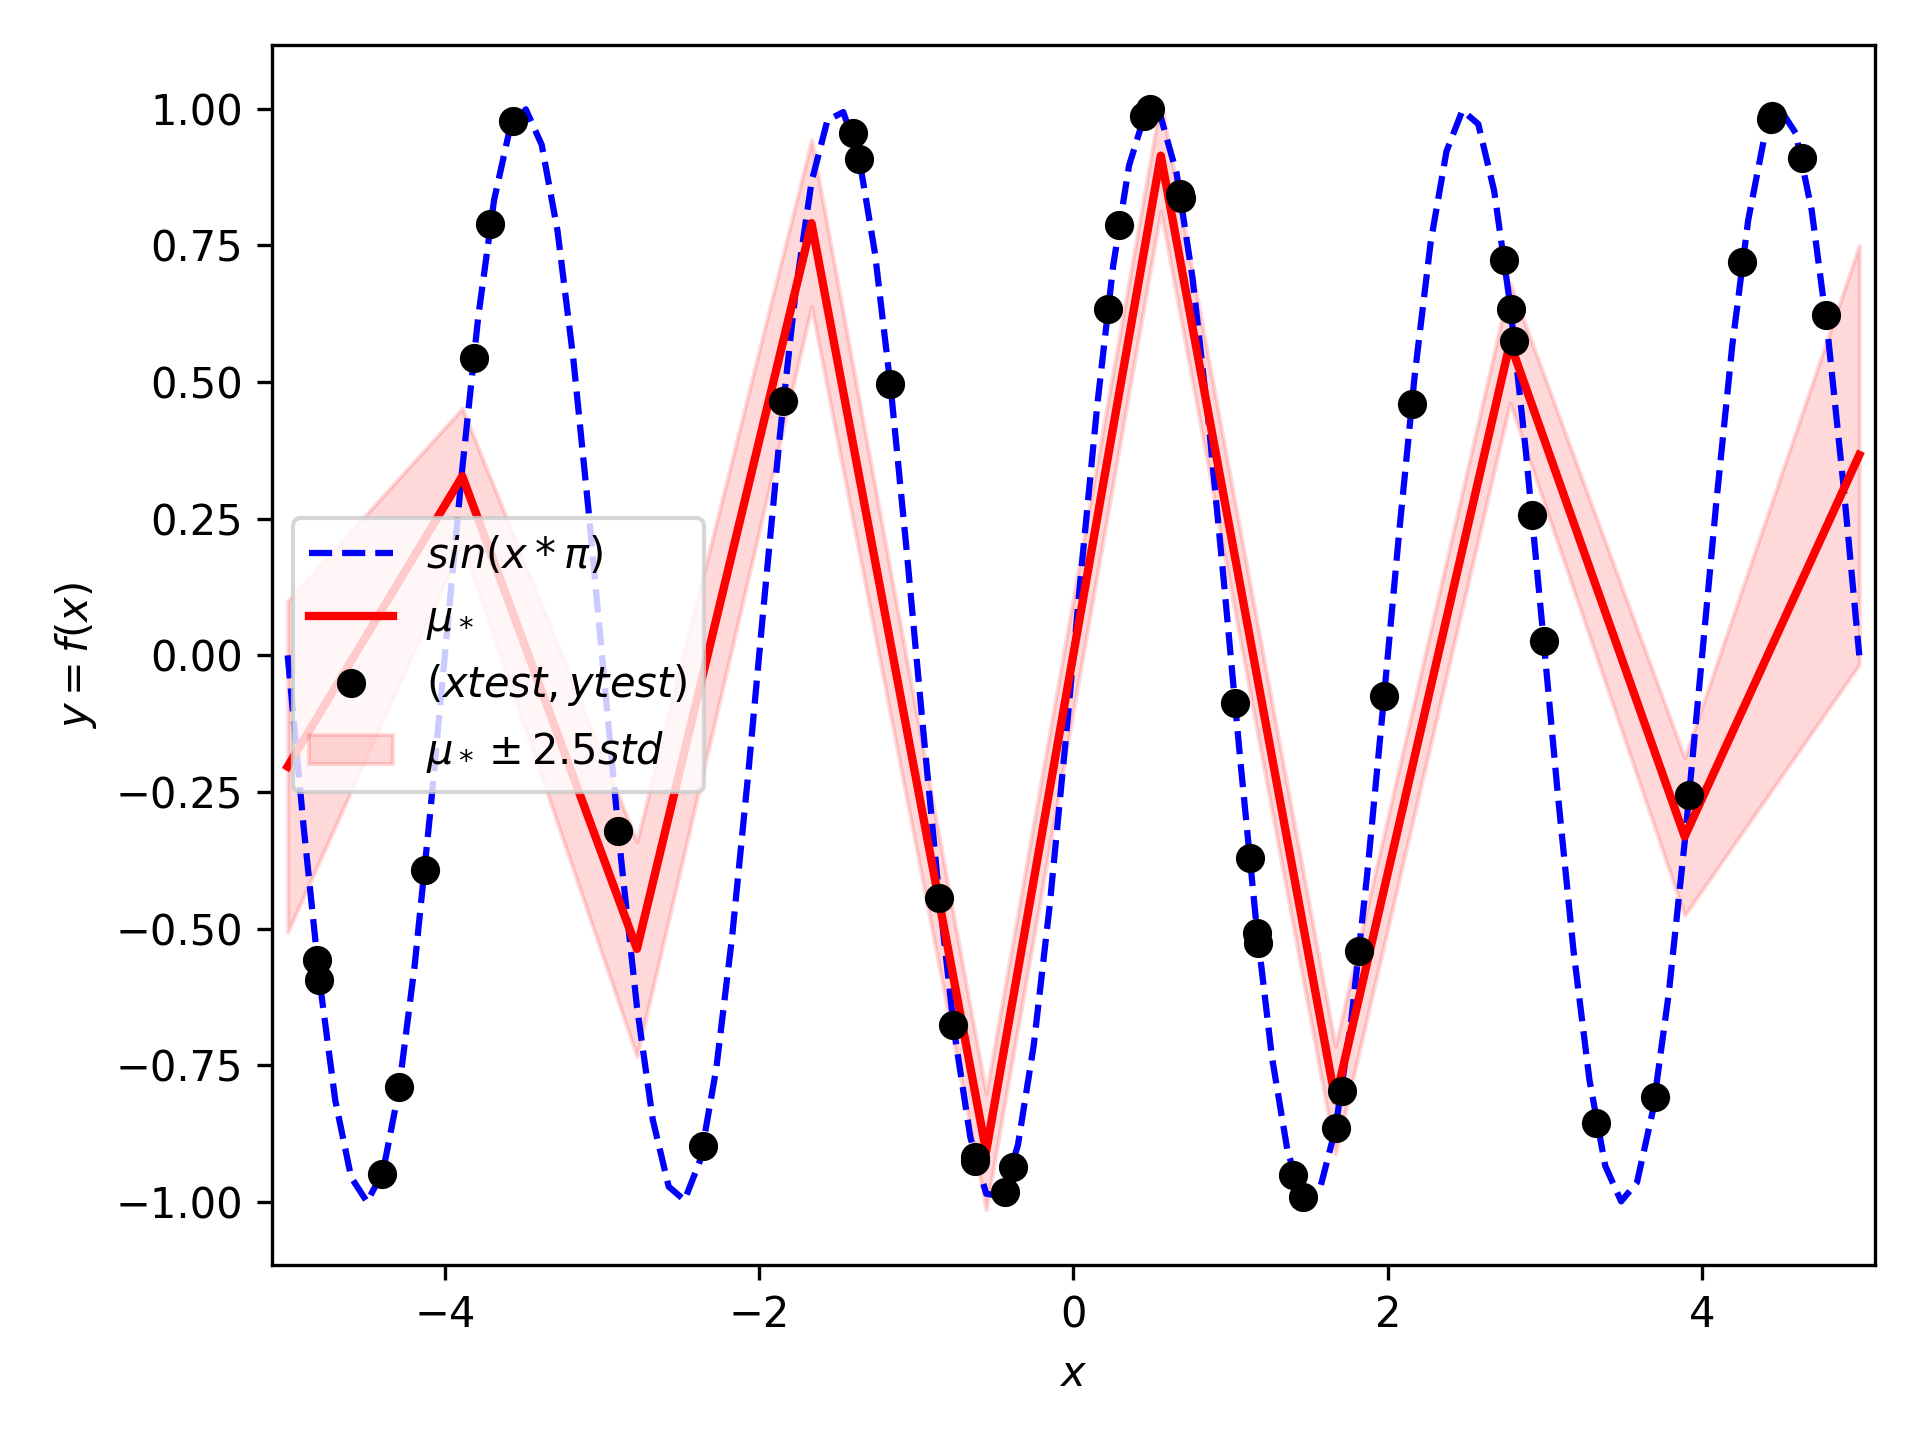 1.00
0.75
0.50
0.25
0.00
−0.25
−0.50
−0.75
−1.00
y = f(x)
sin(x * π)
μ*
(xtest, ytest)
μ* ± 2.5std
−4 −2 0 2 4
x